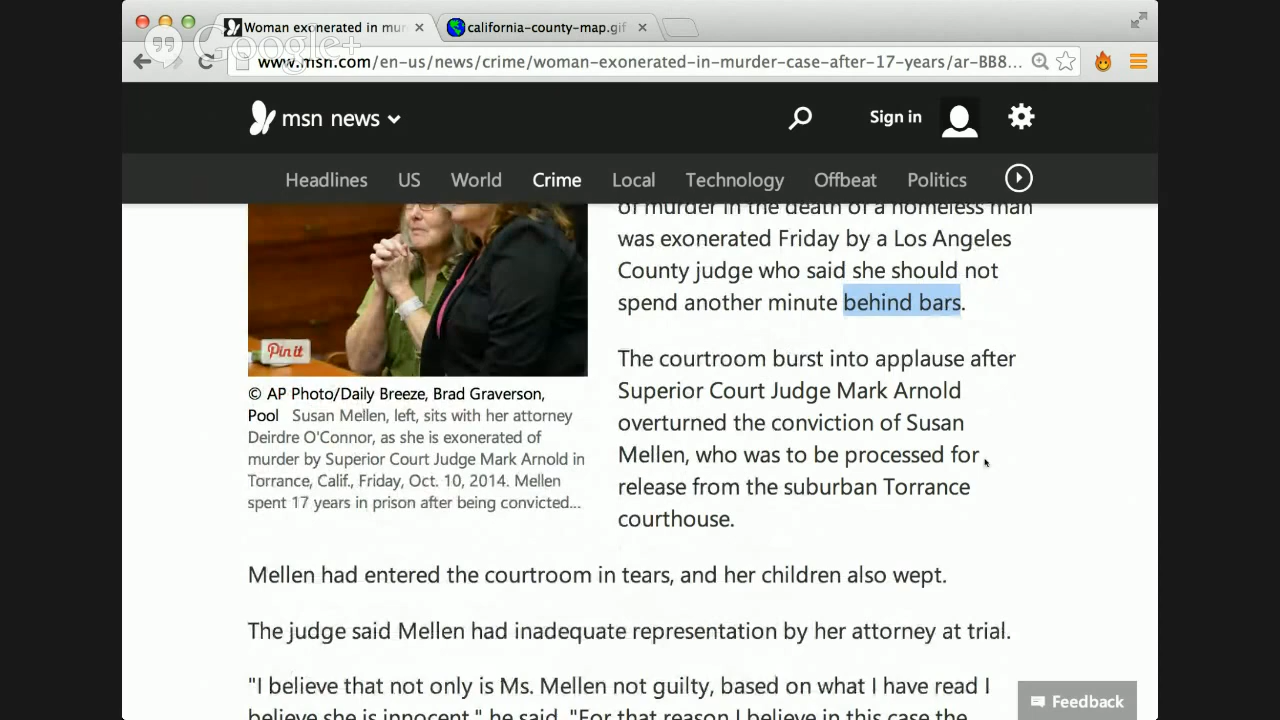 Woman exonerated in mur
california-county-map.gif
Google+
www.msn.com/en-us/news/crime/woman-exonerated-in-murder-case-after-17-years/ar-BB8...
msn news
Sign in
Headlines US World Crime Local Technology Offbeat Politics
of murder in the death of a homeless man
was exonerated Friday by a Los Angeles
County judge who said she should not
spend another minute behind bars.
Pin it
The courtroom burst into applause after
Superior Court Judge Mark Arnold
overturned the conviction of Susan
Mellen, who was to be processed for
release from the suburban Torrance
courthouse.
© AP Photo/Daily Breeze, Brad Graverson,
Pool Susan Mellen, left, sits with her attorney
Deirdre O'Connor, as she is exonerated of
murder by Superior Court Judge Mark Arnold in
Torrance, Calif., Friday, Oct. 10, 2014. Mellen
spent 17 years in prison after being convicted...
Mellen had entered the courtroom in tears, and her children also wept.
The judge said Mellen had inadequate representation by her attorney at trial.
"I believe that not only is Ms. Mellen not guilty, based on what I have read I
believe she is innocent," he said. "For that reason I believe in this case the
Feedback